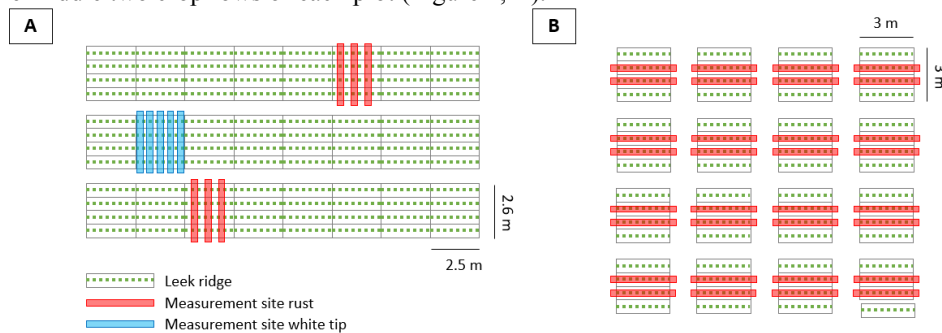 A
B
3 m
3 m
2.6 m
2.5 m
Leek ridge
Measurement site rust
Measurement site white tip